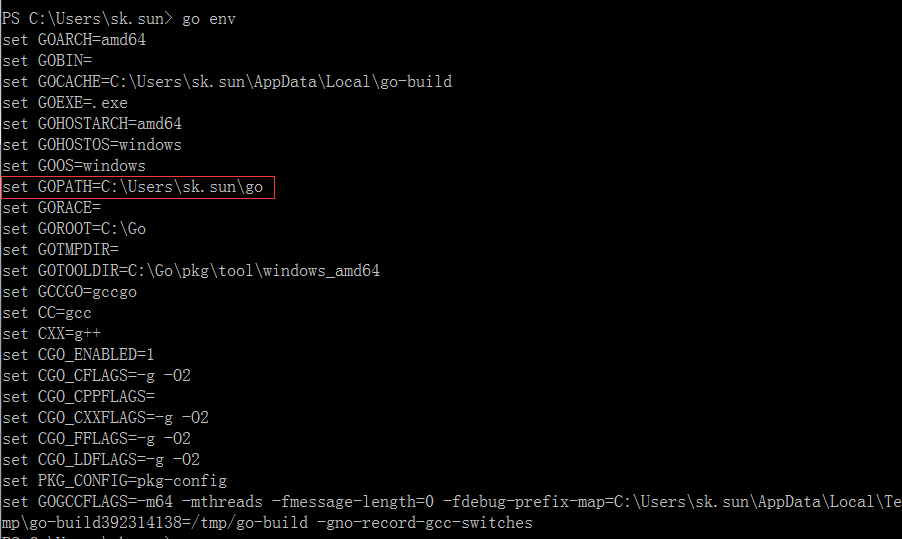 PS C:\Users\sk.sun> go env
set GOARCH=amd64
set GOBIN=
set GOCACHE=C:\Users\sk.sun\AppData\Local\go-build
set GOEXE=.exe
set GOHOSTARCH=amd64
set GOHOSTOS=windows
set GOOS=windows
set GOPATH=C:\Users\sk.sun\go
set GORACE=
set GOROOT=C:\Go
set GOTMPDIR=
set GOTOOLDIR=C:\Go\pkg\tool\windows_amd64
set GCCGO=gccgo
set CC=gcc
set CXX=g++
set CGO_ENABLED=1
set CGO_CFLAGS=-g -O2
set CGO_CPPFLAGS=
set CGO_CXXFLAGS=-g -O2
set CGO_FFLAGS=-g -O2
set CGO_LDFLAGS=-g -O2
set PKG_CONFIG=pkg-config
set GOGCCFLAGS=-m64 -mthreads -fmessage-length=0 -fdebug-prefix-map=C:\Users\sk.sun\AppData\Local\Te
mp\go-build392314138=/tmp/go-build -gno-record-gcc-switches